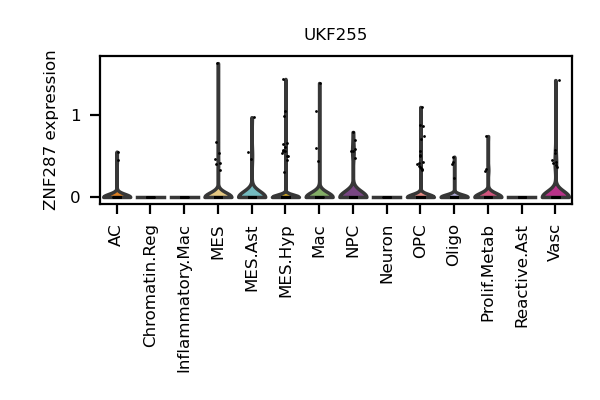 UKF255
ZNF287 expression
1
0
AC
Chromatin.Reg
Inflammatory.Mac
MES
MES.Ast
MES.Hyp
Mac
NPC
Neuron
OPC
Oligo
Prolif.Metab
Reactive.Ast
Vasc